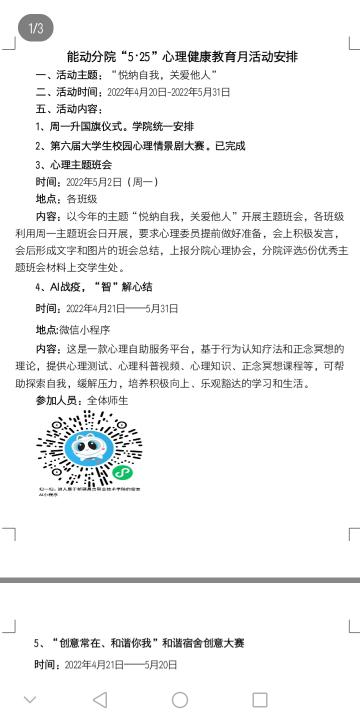 1/3
能动分院“5·25”心理健康教育月活动安排
一、活动主题：“悦纳自我，关爱他人”
二、活动时间：2022年4月20日-2022年5月31日
五、活动内容：
1、周一升国旗仪式。学院统一安排
2、第六届大学生校园心理情景剧大赛。已完成
3、心理主题班会
时间：2022年5月2日（周一）
地点：各班级
内容：以今年的主题“悦纳自我，关爱他人”开展主题班会，各班级
利用周一主题班会日开展，要求心理委员提前做好准备，会上积极发言，
会后形成文字和图片的班会总结，上报分院心理协会，分院评选5份优秀主
题班会材料上交学生处。
4、AI战疫，“智”解心结
时间：2022年4月21日——5月31日
地点:微信小程序
内容：这是一款心理自助服务平台，基于行为认知疗法和正念冥想的
理论，提供心理测试、心理科普视频、心理知识、正念冥想课程等，可帮
助探索自我，缓解压力，培养积极向上、乐观豁达的学习和生活。
参加人员：全体师生
AI小程序
5、“创意常在、和谐你我”和谐宿舍创意大赛
时间：2022年4月21日——5月20日